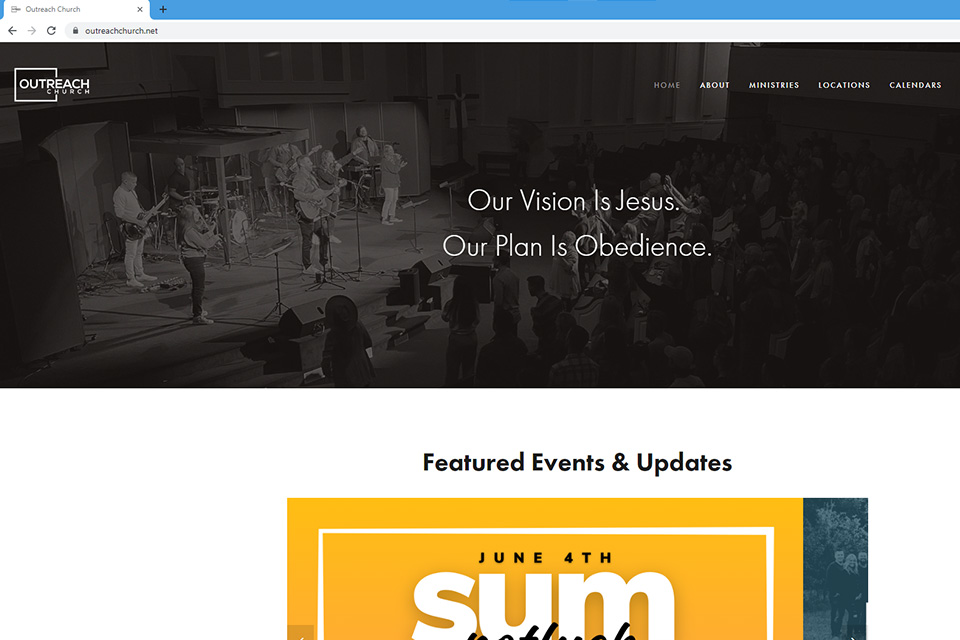 Outreach Church
outreachchurch.net
OUTREACH
CHURCH
HOME ABOUT MINISTRIES LOCATIONS CALENDARS
Our Vision Is Jesus.
Our Plan Is Obedience.
Featured Events & Updates
JUNE 4TH
sum